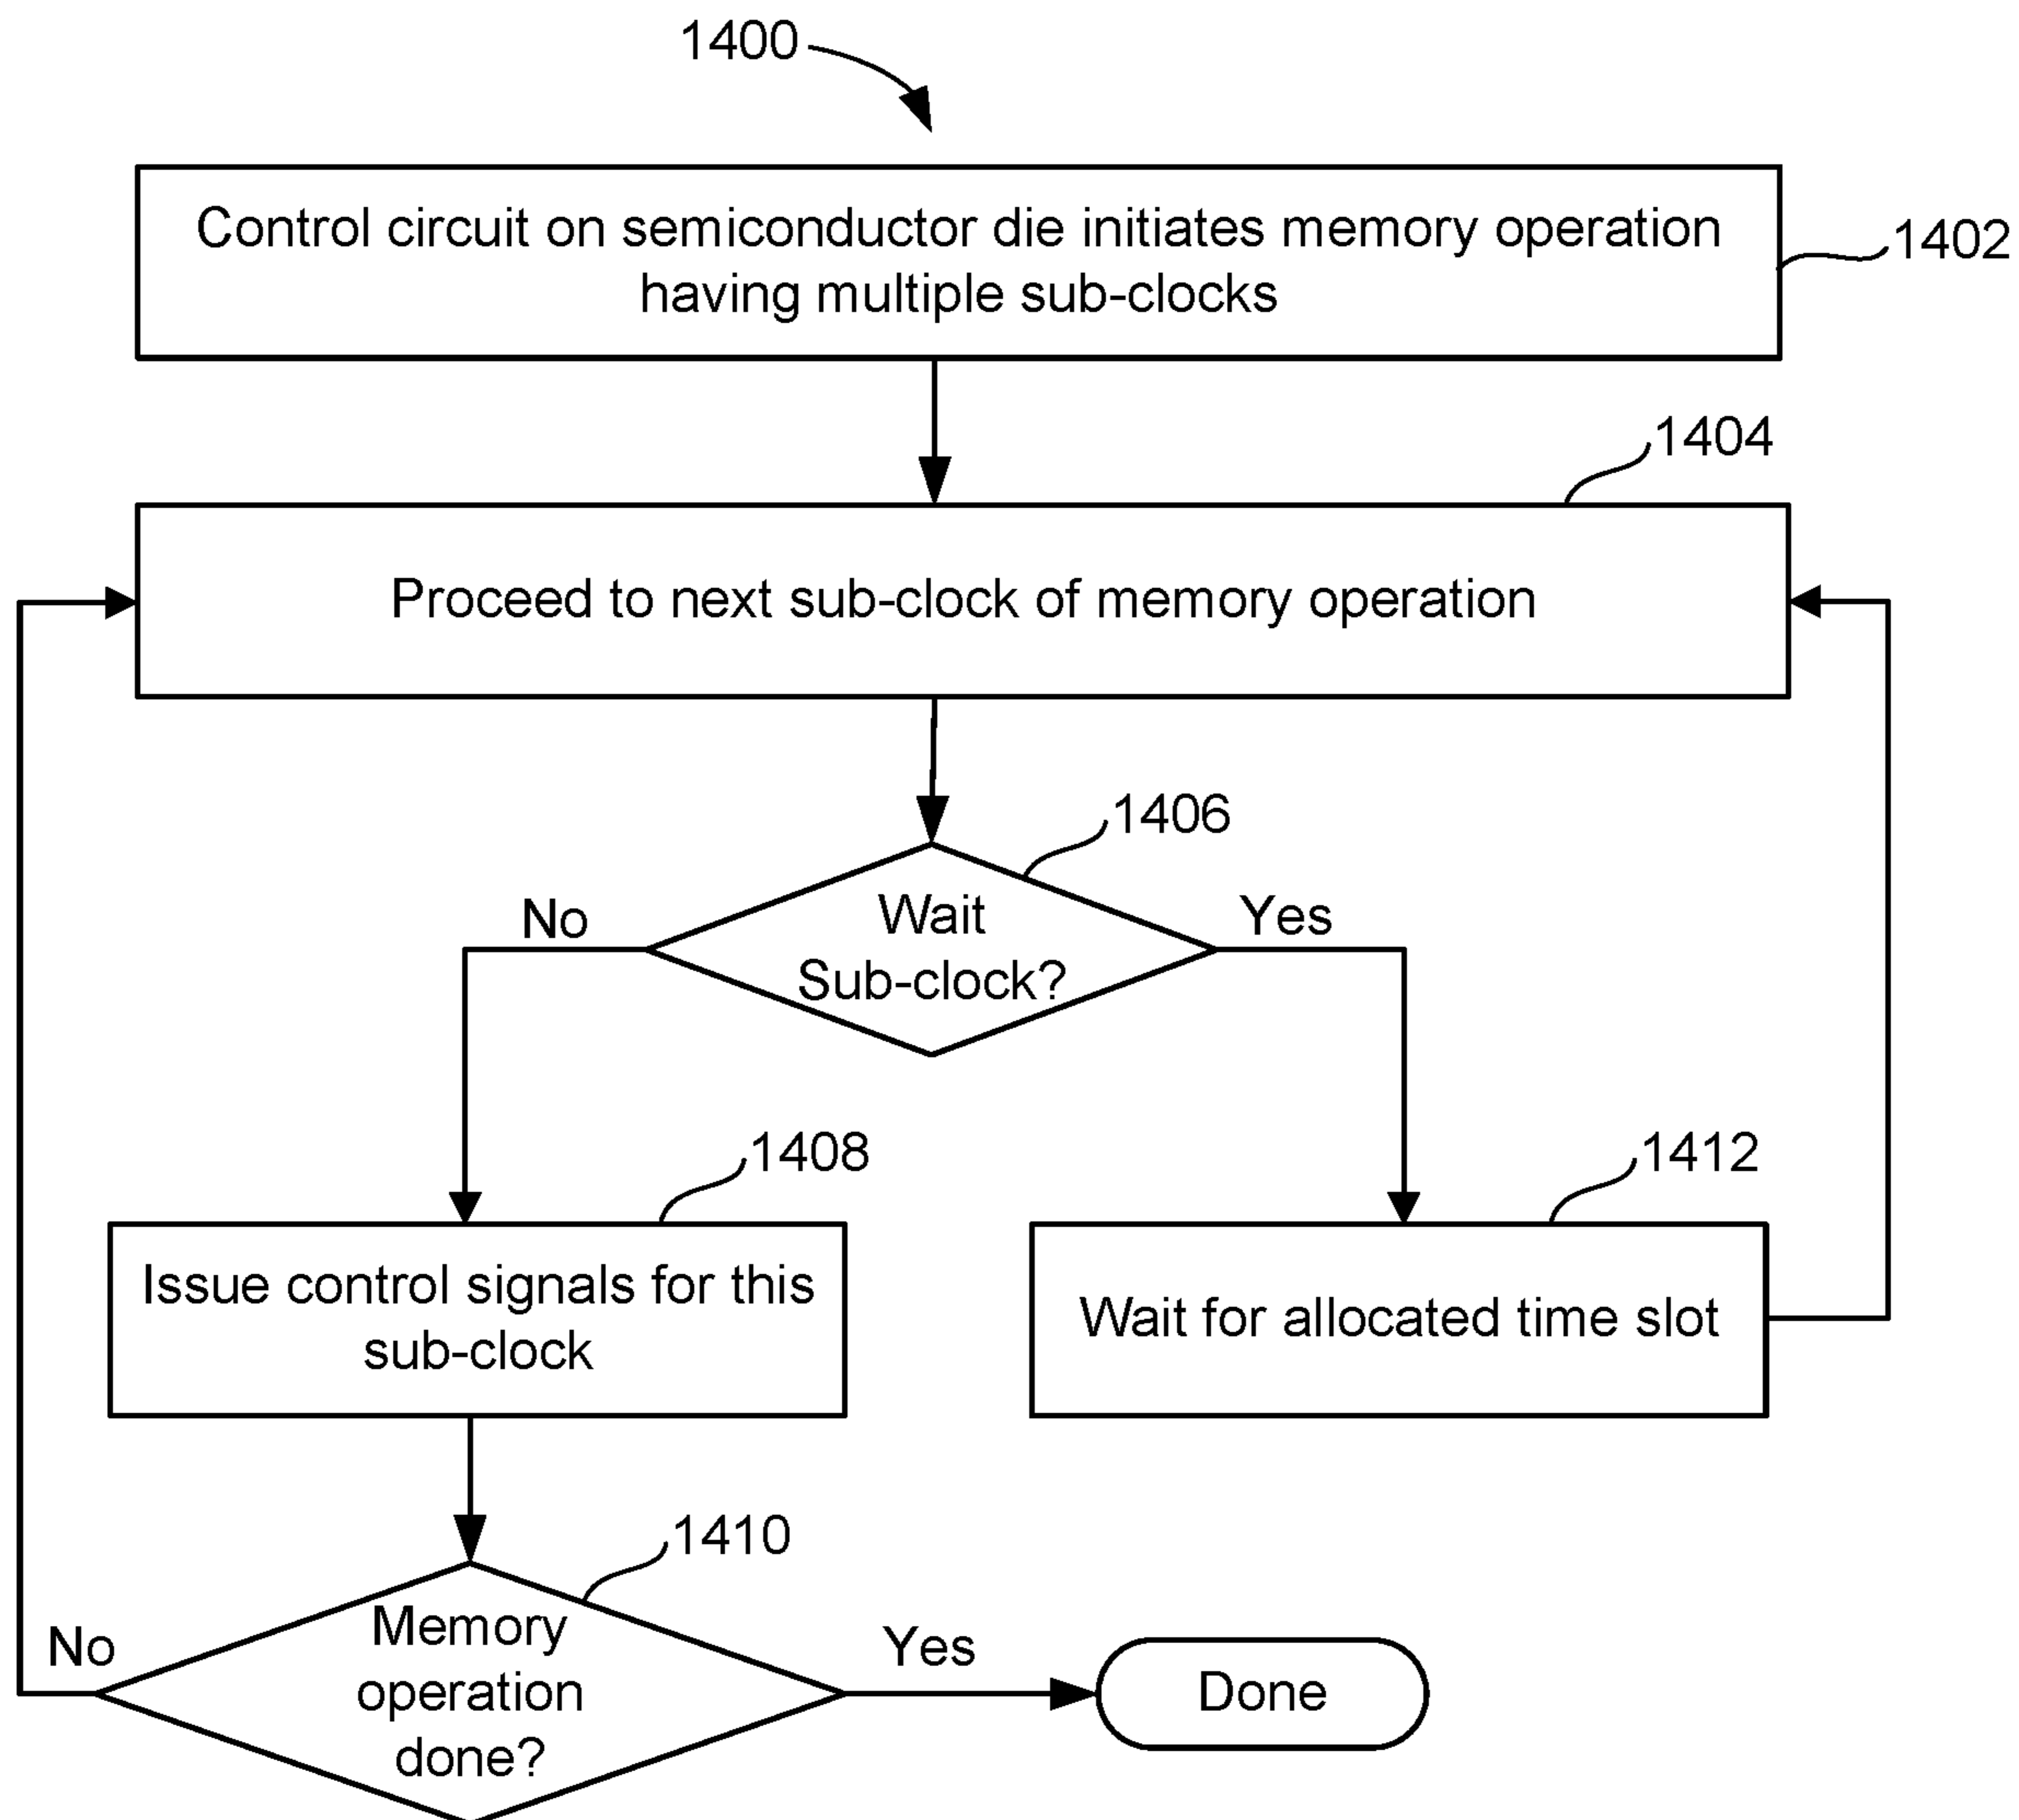 1400
Control circuit on semiconductor die initiates memory operation
having multiple sub-clocks
1402
1404
Proceed to next sub-clock of memory operation
1406
No
Wait
Sub-clock?
Yes
1408
1412
Issue control signals for this
sub-clock
Wait for allocated time slot
1410
No
Memory
operation
done?
Yes
Done